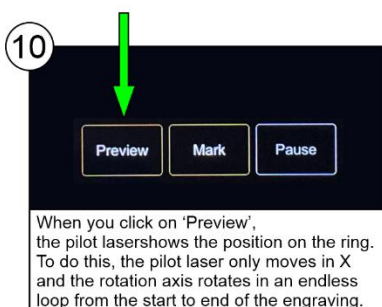 10
Preview Mark Pause
When you click on 'Preview',
the pilot lasershows the position on the ring.
To do this, the pilot laser only moves in X
and the rotation axis rotates in an endless
loop from the start to end of the engraving.